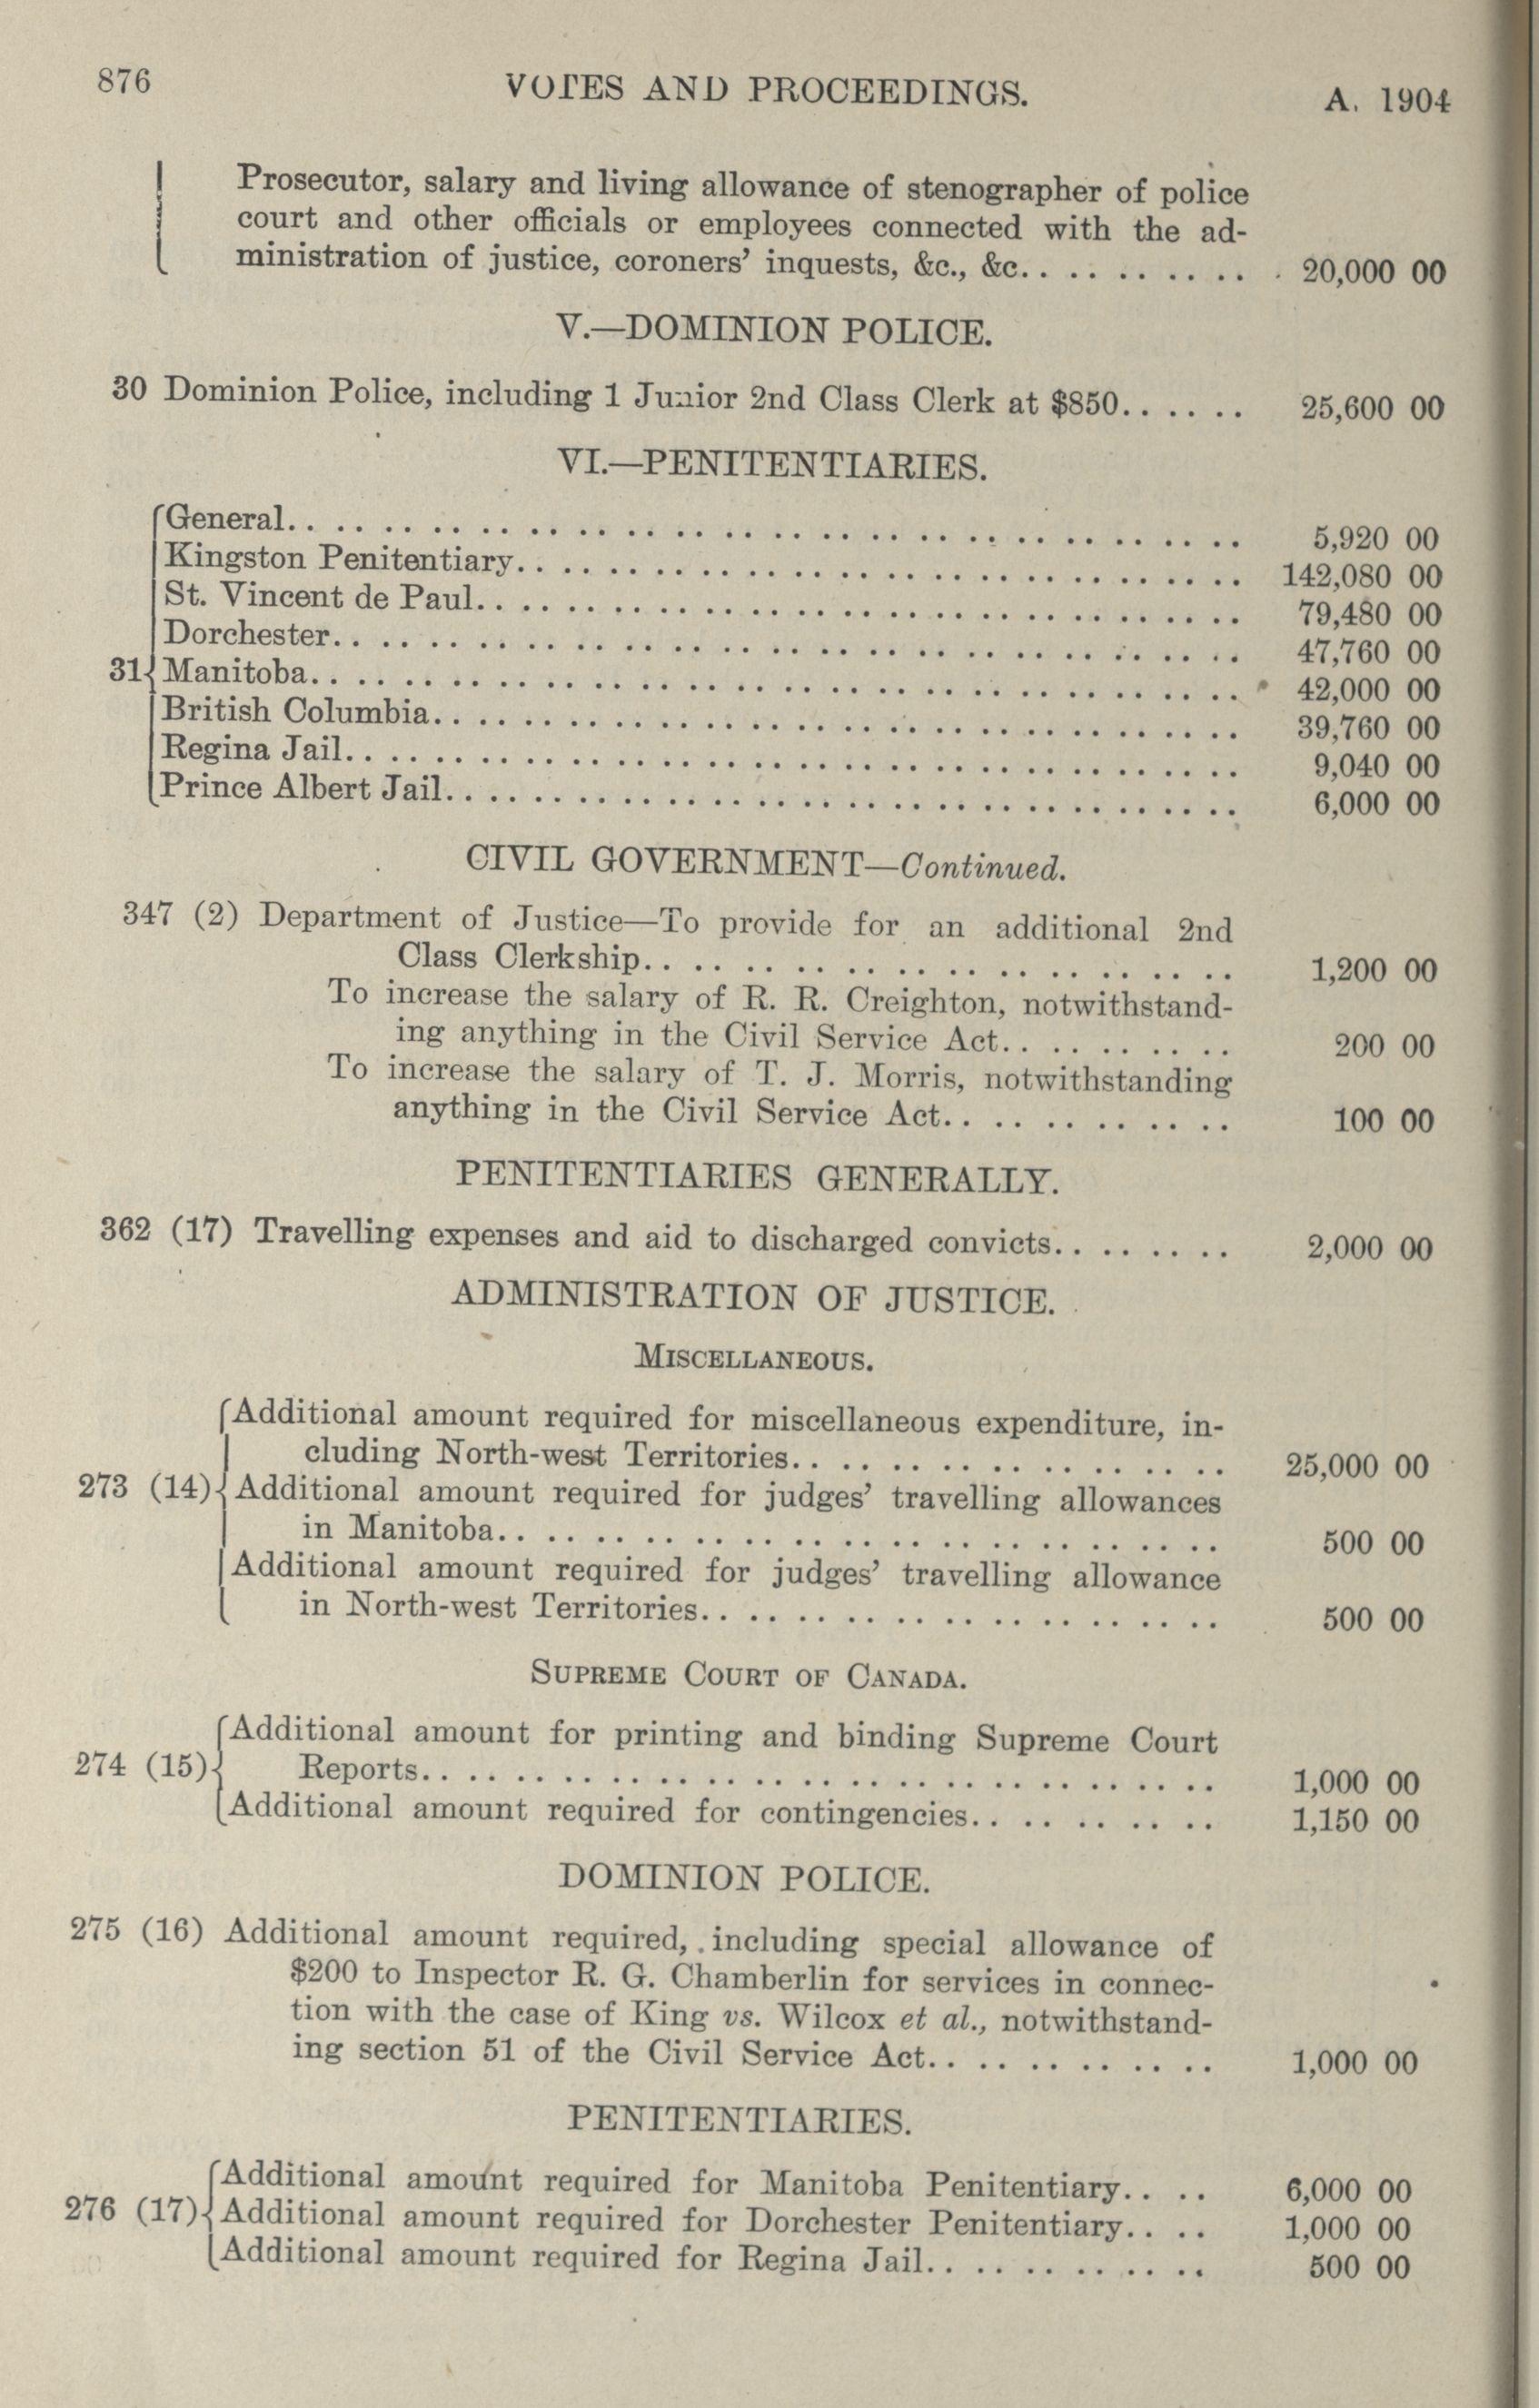 876 VOTES AND PROCEEDINGS. A. 1904
Prosecutor, salary and living allowance of stenographer of police
court and other officials or employees connected with the ad-
ministration of justice, coroners' inquests, &c., &c. . . . . . . . . . . 20,000 00
V.—DOMINION POLICE.
30 Dominion Police, including 1 Junior 2nd Class Clerk at $850. . . . . . 25,600 00
VI.—PENITENTIARIES.
General. . . . . . . . . . . . . . . . . . . . . . . . . . . . . . . . . . . . . . . . 5,920 00
Kingston Penitentiary. . . . . . . . . . . . . . . . . . . . . . . . . . . . . . . 142,080 00
St. Vincent de Paul. . . . . . . . . . . . . . . . . . . . . . . . . . . . . . . . . 79,480 00
Dorchester. . . . . . . . . . . . . . . . . . . . . . . . . . . . . . . . . . . . . . 47,760 00
31 Manitoba. . . . . . . . . . . . . . . . . . . . . . . . . . . . . . . . . . . . . . . 42,000 00
British Columbia. . . . . . . . . . . . . . . . . . . . . . . . . . . . . . . . . . . 39,760 00
Regina Jail. . . . . . . . . . . . . . . . . . . . . . . . . . . . . . . . . . . . . . 9,040 00
Prince Albert Jail. . . . . . . . . . . . . . . . . . . . . . . . . . . . . . . . . . 6,000 00
CIVIL GOVERNMENT—Continued.
347 (2) Department of Justice—To provide for an additional 2nd
Class Clerkship. . . . . . . . . . . . . . . . . . . . . . . . 1,200 00
To increase the salary of R. R. Creighton, notwithstand-
ing anything in the Civil Service Act. . . . . . . . . . 200 00
To increase the salary of T. J. Morris, notwithstanding
anything in the Civil Service Act. . . . . . . . . . . . 100 00
PENITENTIARIES GENERALLY.
362 (17) Travelling expenses and aid to discharged convicts. . . . . . . . 2,000 00
ADMINISTRATION OF JUSTICE.
MISCELLANEOUS.
Additional amount required for miscellaneous expenditure, in-
cluding North-west Territories. . . . . . . . . . . . . . . . . . 25,000 00
273 (14) Additional amount required for judges' travelling allowances
in Manitoba. . . . . . . . . . . . . . . . . . . . . . . . . . . . . . 500 00
Additional amount required for judges' travelling allowance
in North-west Territories. . . . . . . . . . . . . . . . . . . . . . 500 00
SUPREME COURT OF CANADA.
Additional amount for printing and binding Supreme Court
274 (15) Reports. . . . . . . . . . . . . . . . . . . . . . . . . . . . . . . . . 1,000 00
Additional amount required for contingencies. . . . . . . . . . 1,150 00
DOMINION POLICE.
275 (16) Additional amount required, including special allowance of
$200 to Inspector R. G. Chamberlin for services in connec-
tion with the case of King vs. Wilcox et al., notwithstand-
ing section 51 of the Civil Service Act. . . . . . . . . . . . 1,000 00
PENITENTIARIES.
Additional amount required for Manitoba Penitentiary. . . . 6,000 00
276 (17) Additional amount required for Dorchester Penitentiary. . . . 1,000 00
Additional amount required for Regina Jail. . . . . . . . . . . . 500 00